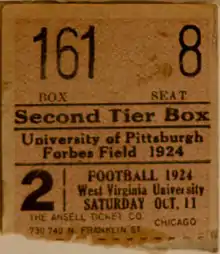 161 8
BOX SEAT
Second Tier Box
University of Pittsburgh
Forbes Field 1924
2 FOOTBALL 1924
West Virginia University
SATURDAY OCT. 11
THE ANSELL TICKET CO. CHICAGO
730-740 N. FRANKLIN ST.